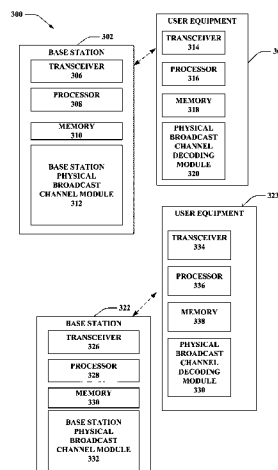 300
302
BASE STATION
TRANSCEIVER
306
PROCESSOR
308
MEMORY
310
BASE STATION
PHYSICAL
BROADCAST
CHANNEL MODULE
312
USER EQUIPMENT
TRANSCEIVER
314
PROCESSOR
316
MEMORY
318
PHYSICAL
BROADCAST
CHANNEL
DECODING
MODULE
320
323
USER EQUIPMENT
TRANSCEIVER
334
PROCESSOR
336
MEMORY
338
PHYSICAL
BROADCAST
CHANNEL
DECODING
MODULE
330
322
BASE STATION
TRANSCEIVER
326
PROCESSOR
328
MEMORY
330
BASE STATION
PHYSICAL
BROADCAST
CHANNEL MODULE
332